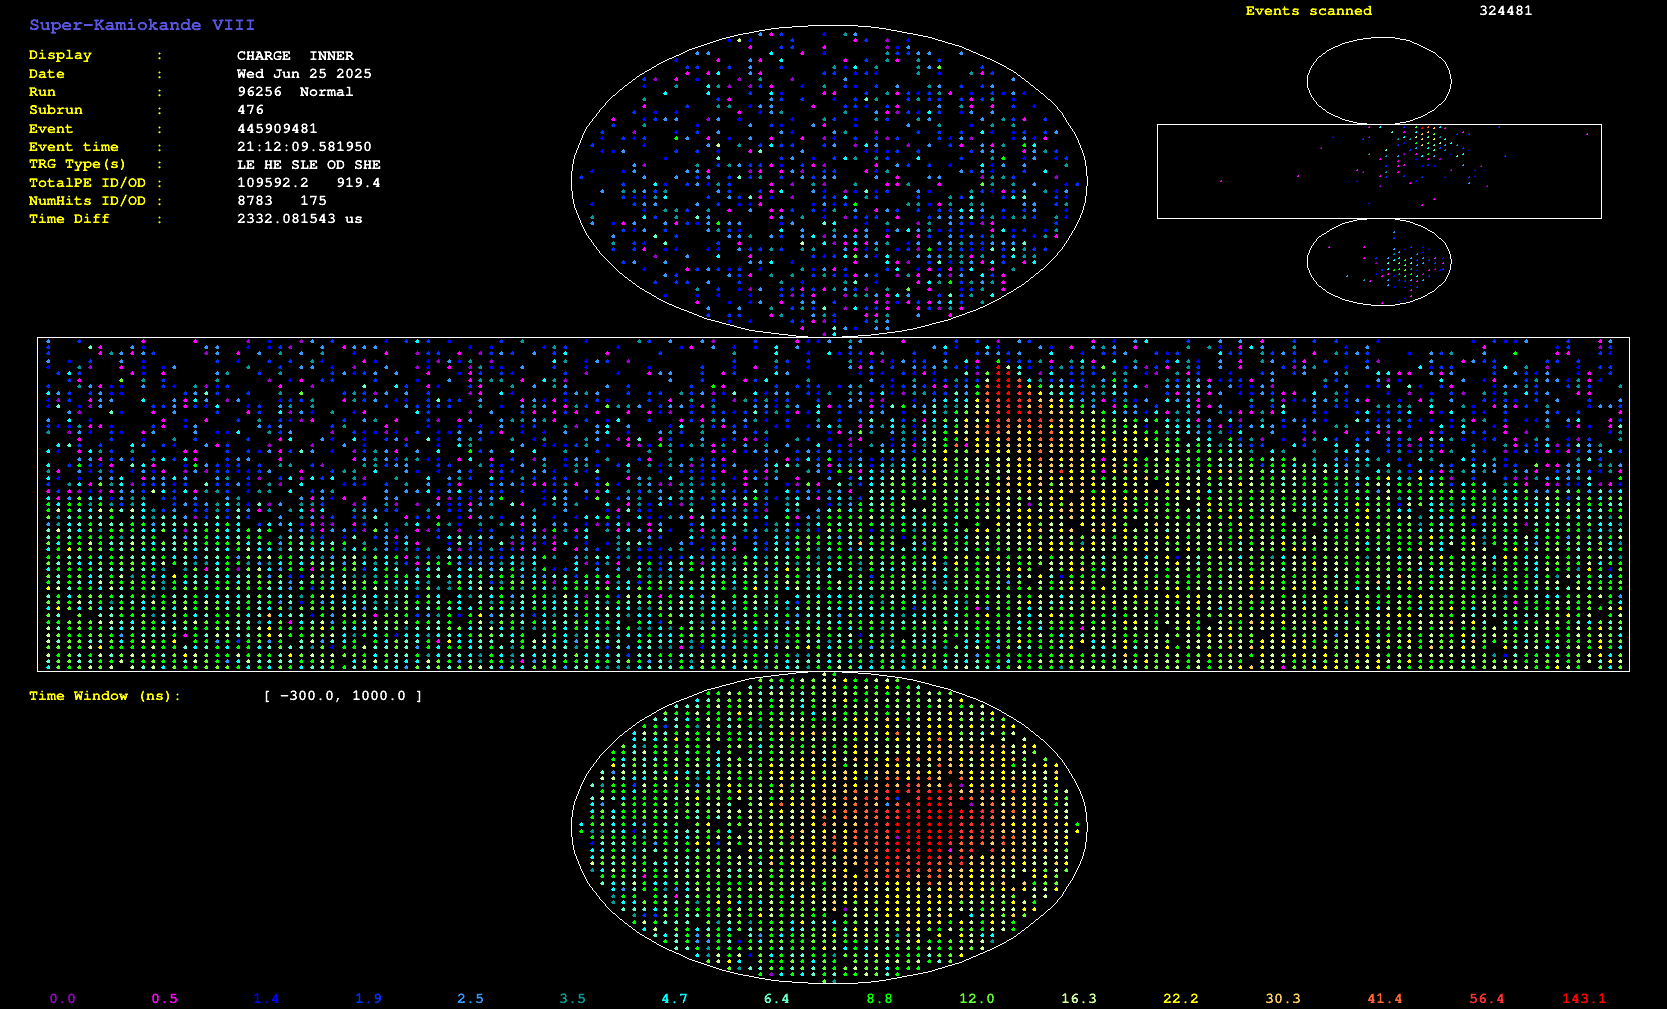 Super-Kamiokande VIII
Events scanned 324481
Display : CHARGE INNER
Date : Wed Jun 25 2025
Run : 96256 Normal
Subrun : 476
Event : 445909481
Event time : 21:12:09.581950
TRG Type(s) : LE HE SLE OD SHE
TotalPE ID/OD : 109592.2 919.4
NumHits ID/OD : 8783 175
Time Diff : 2332.081543 us
Time Window (ns): [ -300.0, 1000.0 ]
0.0 0.5 1.4 1.9 2.5 3.5 4.7 6.4 8.8 12.0 16.3 22.2 30.3 41.4 56.4 143.1